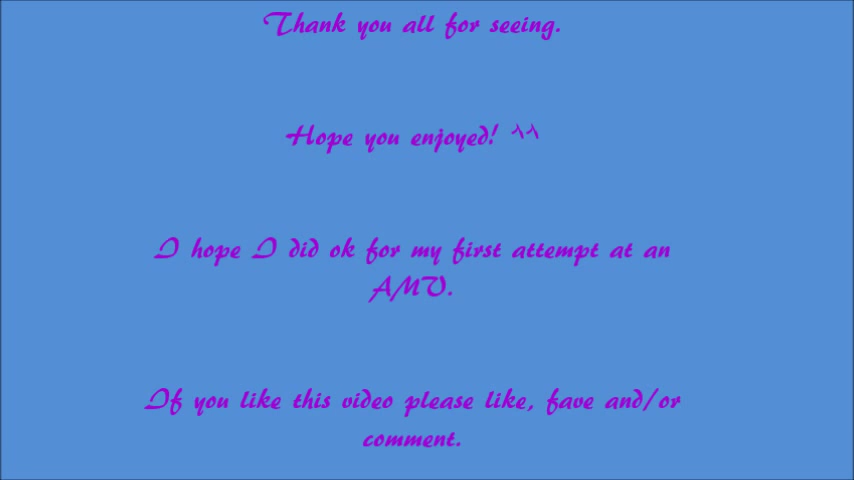 Thank you all for seeing.
Hope you enjoyed! ^^
I hope I did ok for my first attempt at an
AMV.
If you like this video please like, fave and/or
comment.